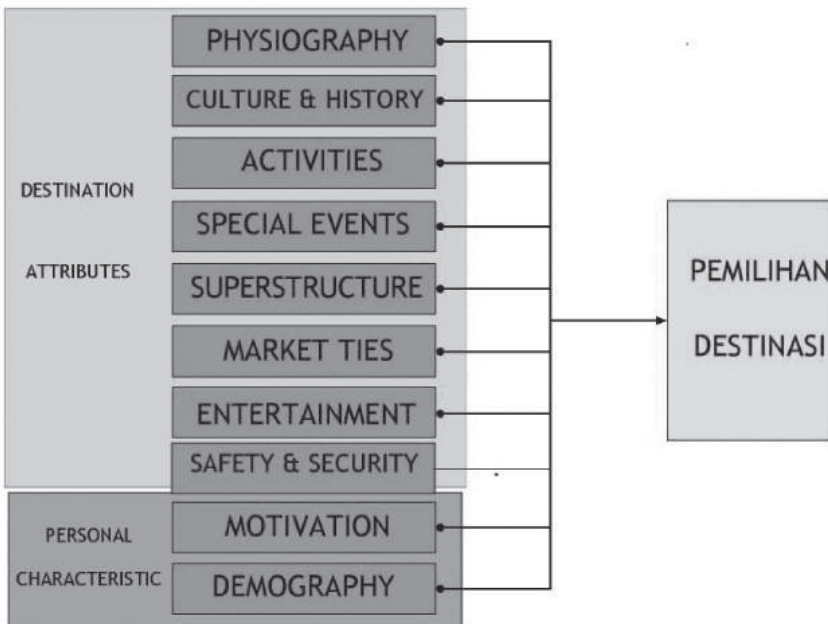 PHYSIOGRAPHY
CULTURE & HISTORY
ACTIVITIES
DESTINATION
SPECIAL EVENTS
ATTRIBUTES
SUPERSTRUCTURE
MARKET TIES
ENTERTAINMENT
SAFETY & SECURITY
PERSONAL
CHARACTERISTIC
MOTIVATION
DEMOGRAPHY
PEMILIHAN
DESTINASI